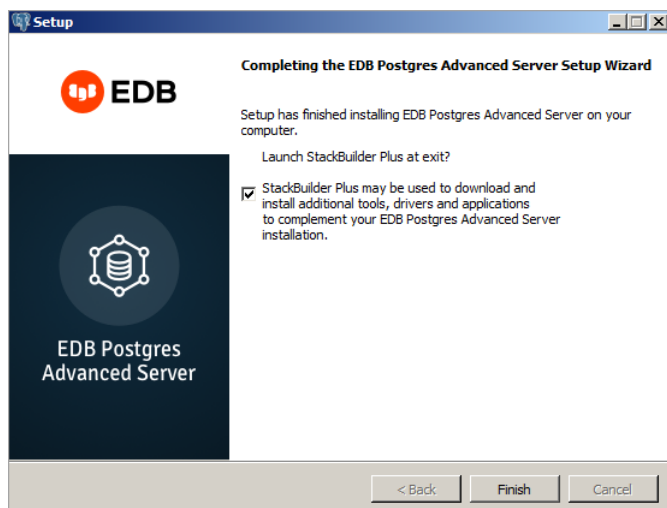 Setup
EDB
Completing the EDB Postgres Advanced Server Setup Wizard
Setup has finished installing EDB Postgres Advanced Server on your
computer.
Launch StackBuilder Plus at exit?
StackBuilder Plus may be used to download and
install additional tools, drivers and applications
to complement your EDB Postgres Advanced Server
installation.
EDB Postgres
Advanced Server
< Back
Finish
Cancel